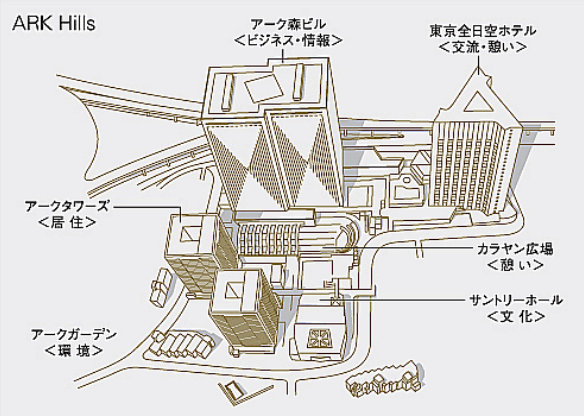 ARK Hills
アーク森ビル
<ビジネス・情報>
東京全日空ホテル
<交流・憩い>
アークタワーズ
<居 住>
カラヤン広場
<憩 い>
サントリーホール
<文 化>
アークガーデン
<環 境>